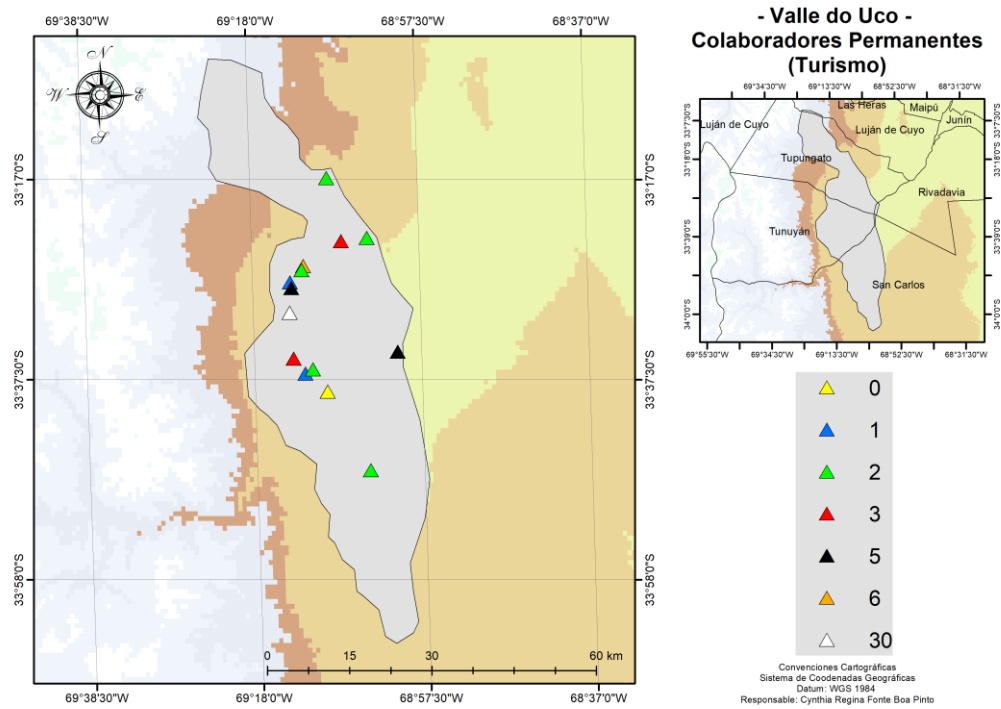 - Valle do Uco -
Colaboradores Permanentes
(Turismo)
69°38'30"W 69°18'0"W 68°57'30"W 68°37'0"W
N
W E
S
33°17'0"S 33°17'0"S
33°37'30"S 33°37'30"S
33°58'0"S 33°58'0"S
0 15 30 60 km
69°38'30"W 69°18'0"W 68°57'30"W 68°37'0"W
69°34'30"W 69°13'30"W 68°52'30"W 68°31'30"W
33°7'30"S 33°18'0"S 33°39'0"S 34°0'0"S
Las Heras
Maipú
Luján de Cuyo
Junín
Luján de Cuyo
Tupungato
Rivadavia
Tunuyán
San Carlos
33°7'30"S 33°18'0"S 33°39'0"S 34°0'0"S
69°55'30"W 69°34'30"W 69°13'30"W 68°52'30"W 68°31'30"W
0
1
2
3
5
6
30
Convenciones Cartográficas
Sistema de Coodenadas Geográficas
Datum: WGS 1984
Responsable: Cynthia Regina Fonte Boa Pinto